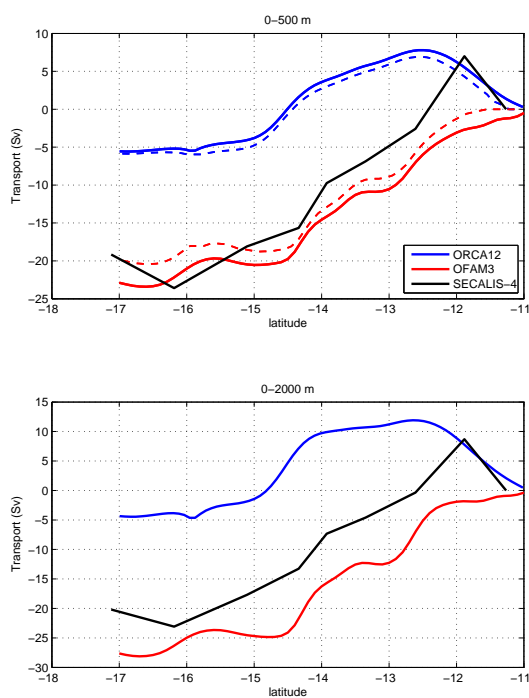 0−500 m
10
5
0
−5
−10
−15
−20
−25
Transport (Sv)
ORCA12
OFAM3
SECALIS−4
−18 −17 −16 −15 −14 −13 −12 −11
latitude
0−2000 m
15
10
5
0
−5
−10
−15
−20
−25
−30
Transport (Sv)
−18 −17 −16 −15 −14 −13 −12 −11
latitude